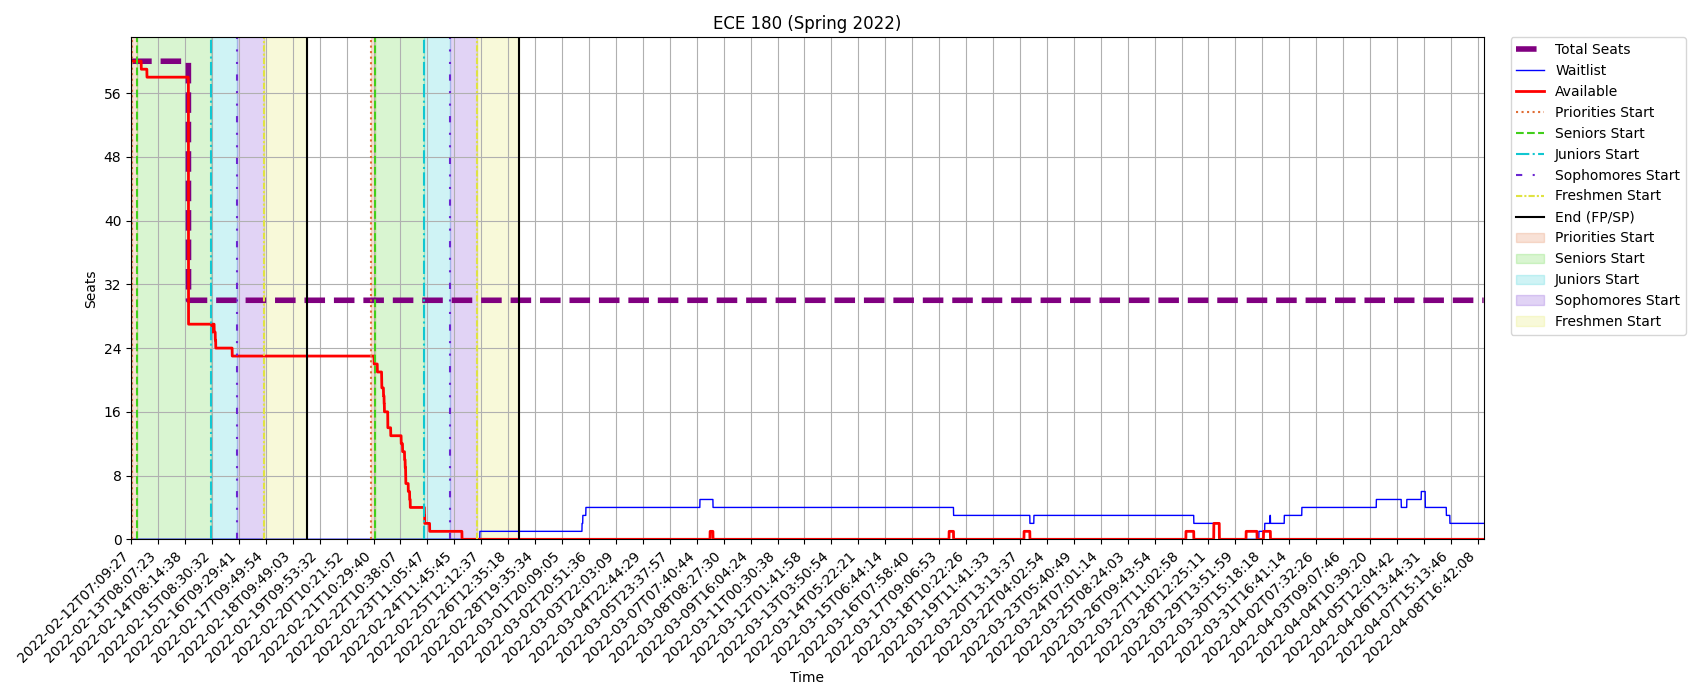 ECE 180 (Spring 2022)
Total Seats
Waitlist
Available
Priorities Start
Seniors Start
Juniors Start
Sophomores Start
Freshmen Start
End (FP/SP)
Priorities Start
Seniors Start
Juniors Start
Sophomores Start
Freshmen Start
Seats
56
48
40
32
24
16
8
0
2022-02-12T07:09:27
2022-02-13T08:07:23
2022-02-14T08:14:38
2022-02-15T08:30:32
2022-02-16T09:29:41
2022-02-17T09:49:54
2022-02-18T09:49:03
2022-02-19T09:53:32
2022-02-20T10:21:52
2022-02-21T10:29:40
2022-02-22T10:38:07
2022-02-23T11:05:47
2022-02-24T11:45:45
2022-02-25T12:12:37
2022-02-26T12:35:18
2022-02-28T19:35:34
2022-03-01T20:09:05
2022-03-02T20:51:36
2022-03-03T22:03:09
2022-03-04T22:44:29
2022-03-05T23:37:57
2022-03-07T07:40:44
2022-03-08T08:27:30
2022-03-09T16:04:24
2022-03-11T00:30:38
2022-03-12T01:41:58
2022-03-13T03:50:54
2022-03-14T05:22:21
2022-03-15T06:44:14
2022-03-16T07:58:40
2022-03-17T09:06:53
2022-03-18T10:22:26
2022-03-19T11:41:33
2022-03-20T13:13:37
2022-03-22T04:02:54
2022-03-23T05:40:49
2022-03-24T07:01:14
2022-03-25T08:24:03
2022-03-26T09:43:54
2022-03-27T11:02:58
2022-03-28T12:25:11
2022-03-29T13:51:59
2022-03-30T15:18:18
2022-03-31T16:41:14
2022-04-02T07:32:26
2022-04-03T09:07:46
2022-04-04T10:39:20
2022-04-05T12:04:42
2022-04-06T13:44:31
2022-04-07T15:13:46
2022-04-08T16:42:08
Time